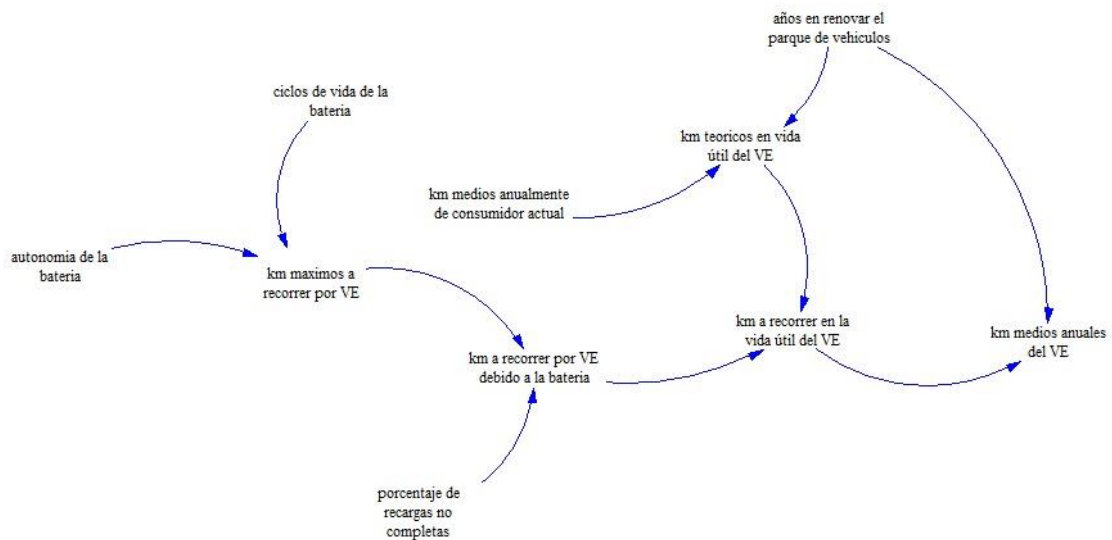 años en renovar el
parque de vehiculos
ciclos de vida de la
bateria
km teoricos en vida
útil del VE
km medios anualmente
de consumidor actual
autonomia de la
bateria
km maximos a
recorrer por VE
km a recorrer en la
vida útil del VE
km medios anuales
del VE
km a recorrer por VE
debido a la bateria
porcentaje de
recargas no
completas